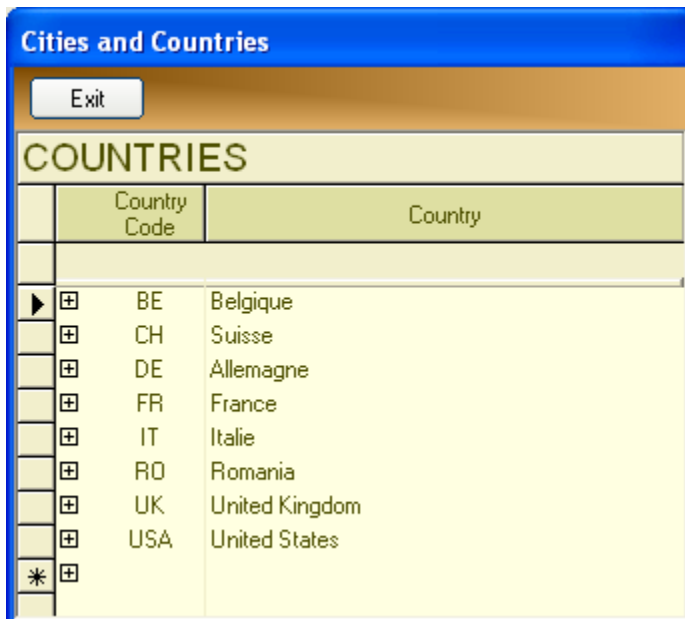 Cities and Countries
Exit
COUNTRIES
Country Code Country
BE Belgique
CH Suisse
DE Allemagne
FR France
IT Italie
RO Romania
UK United Kingdom
USA United States